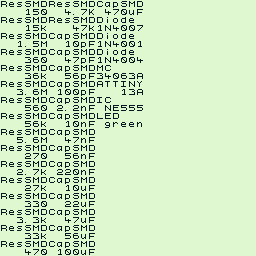 ResSMDResSMDCapSMD
150 4.7K 470uF
ResSMDResSMDDiode
15k 47k1N4007
ResSMDCapSMDDiode
1.5M 10pF1N4001
ResSMDCapSMDDiode
360 47pF1N4004
ResSMDCapSMDMC
36k 56pF34063A
ResSMDCapSMDATTINY
3.6M 100pF 13A
ResSMDCapSMDIC
560 2.2nF NE555
ResSMDCapSMDLED
56k 10nF green
ResSMDCapSMD
5.6M 47nF
ResSMDCapSMD
270 56nF
ResSMDCapSMD
2.7k 220nF
ResSMDCapSMD
27k 10uF
ResSMDCapSMD
330 22uF
ResSMDCapSMD
3.3k 47uF
ResSMDCapSMD
33k 56uF
ResSMDCapSMD
470 100uF